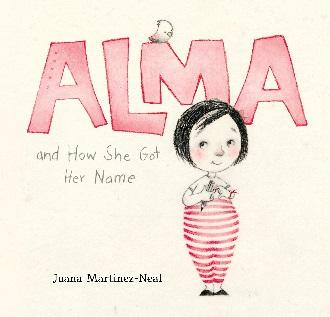 ALMA
and How She Got
Her Name
Juana Martinez-Neal